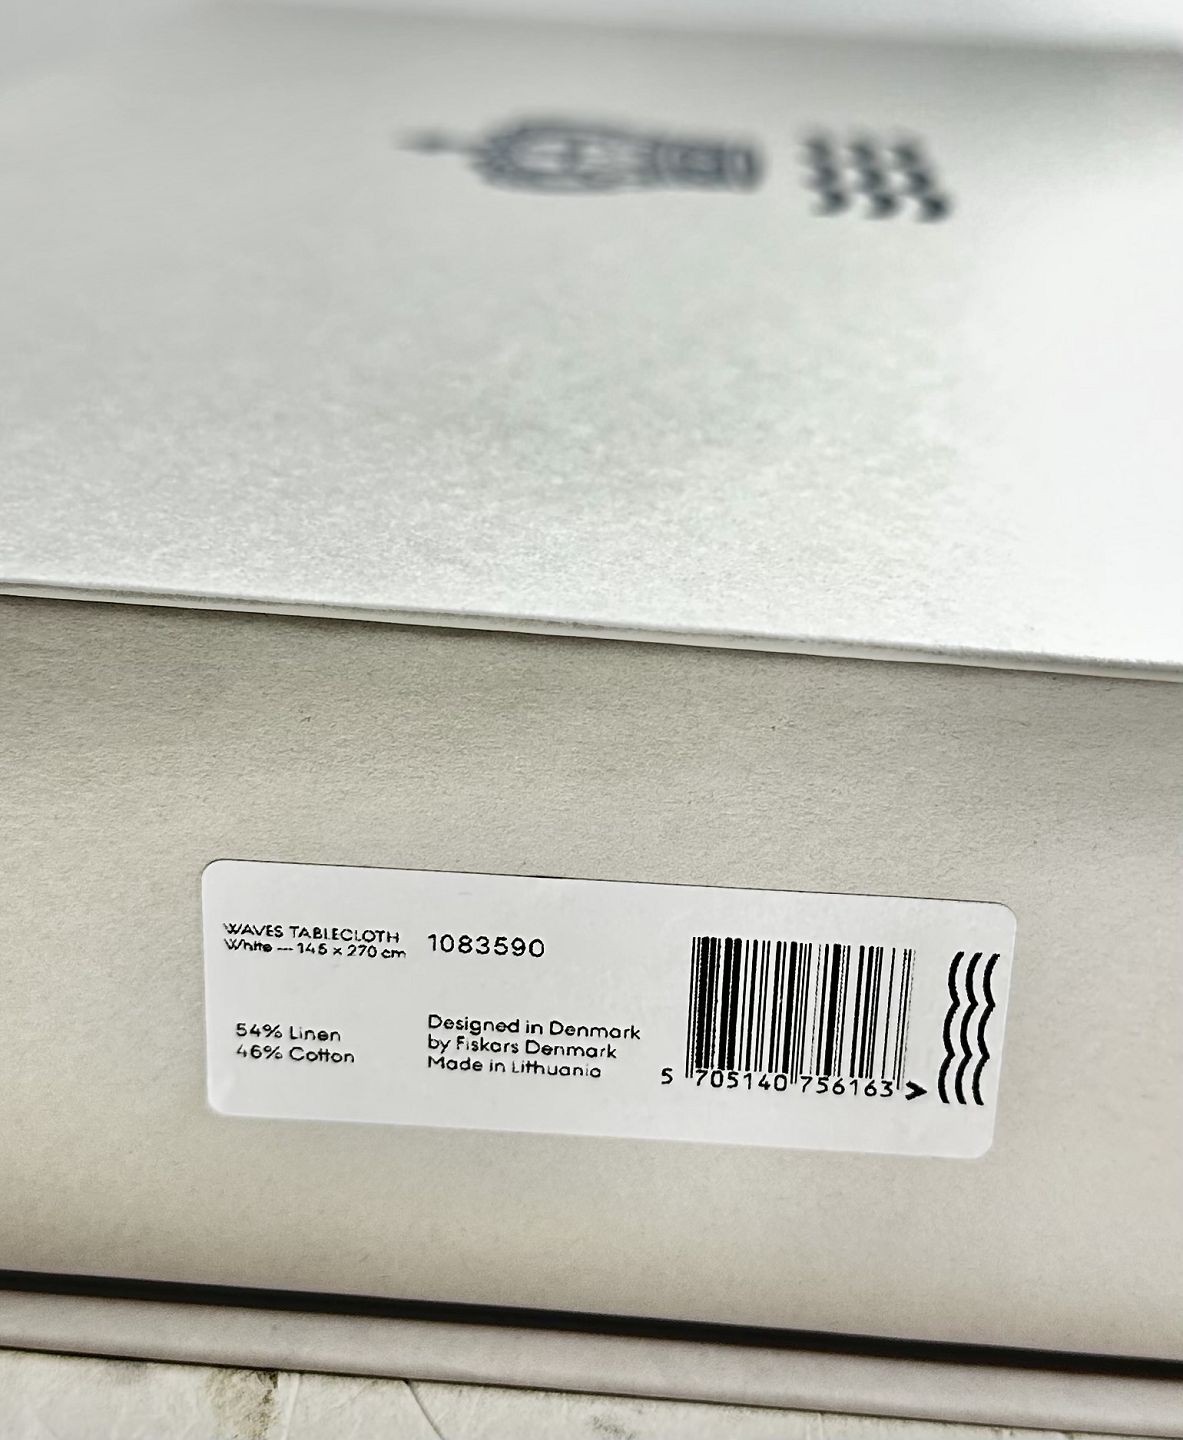 WAVES TABLECLOTH
White — 145 x 270 cm
1083590
54% Linen
46% Cotton
Designed in Denmark
by Fiskars Denmark
Made in Lithuania
5 705140 756163 >